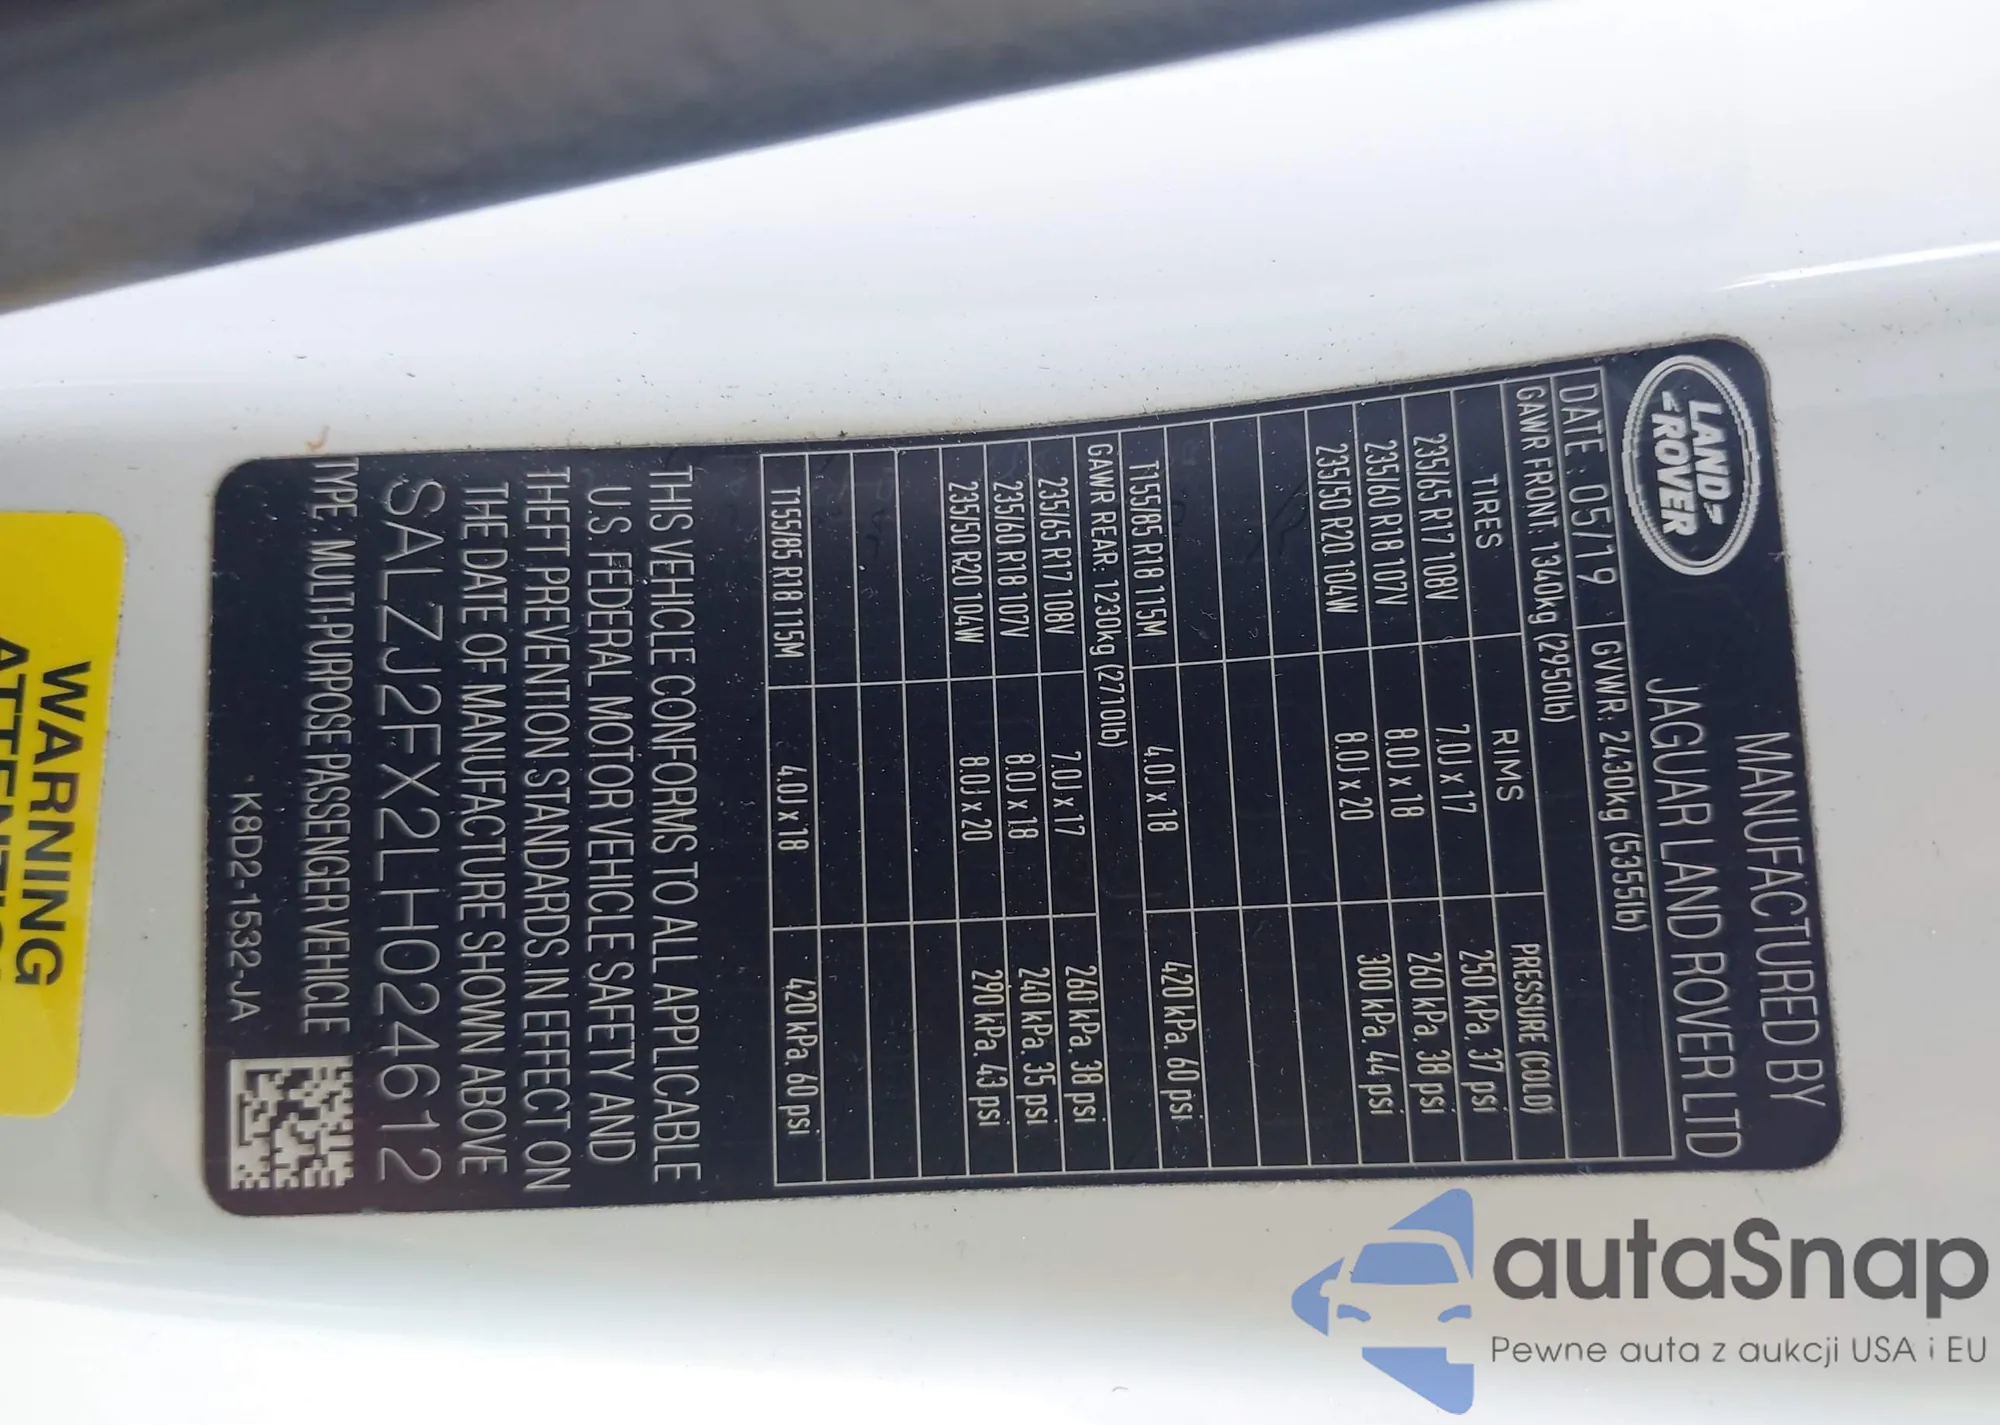 LAND
ROVER
MANUFACTURED BY
JAGUAR LAND ROVER LTD
DATE : 05/19 GVWR: 2430kg (5355lb)
GAWR FRONT: 1340kg (2950lb)
TIRES RIMS PRESSURE (COLD)
235/65 R17 108V 7.0J x 17 250 kPa, 37 psi
235/60 R18 107V 8.0J x 18 260 kPa, 38 psi
235/50 R20 104W 8.0J x 20 300 kPa, 44 psi
T155/85 R18 115M 4.0J x 18 420 kPa, 60 psi
GAWR REAR: 1230kg (2710lb)
235/65 R17 108V 7.0J x 17 260 kPa, 38 psi
235/60 R18 107V 8.0J x 18 240 kPa, 35 psi
235/50 R20 104W 8.0J x 20 290 kPa, 43 psi
T155/85 R18 115M 4.0J x 18 420 kPa, 60 psi
THIS VEHICLE CONFORMS TO ALL APPLICABLE
U.S. FEDERAL MOTOR VEHICLE SAFETY AND
THEFT PREVENTION STANDARDS IN EFFECT ON
THE DATE OF MANUFACTURE SHOWN ABOVE
SALZJ2FX2LH024612
TYPE: MULTI-PURPOSE PASSENGER VEHICLE
K8D2-1532-JA
WARNING
autaSnap
Pewne auta z aukcji USA i EU